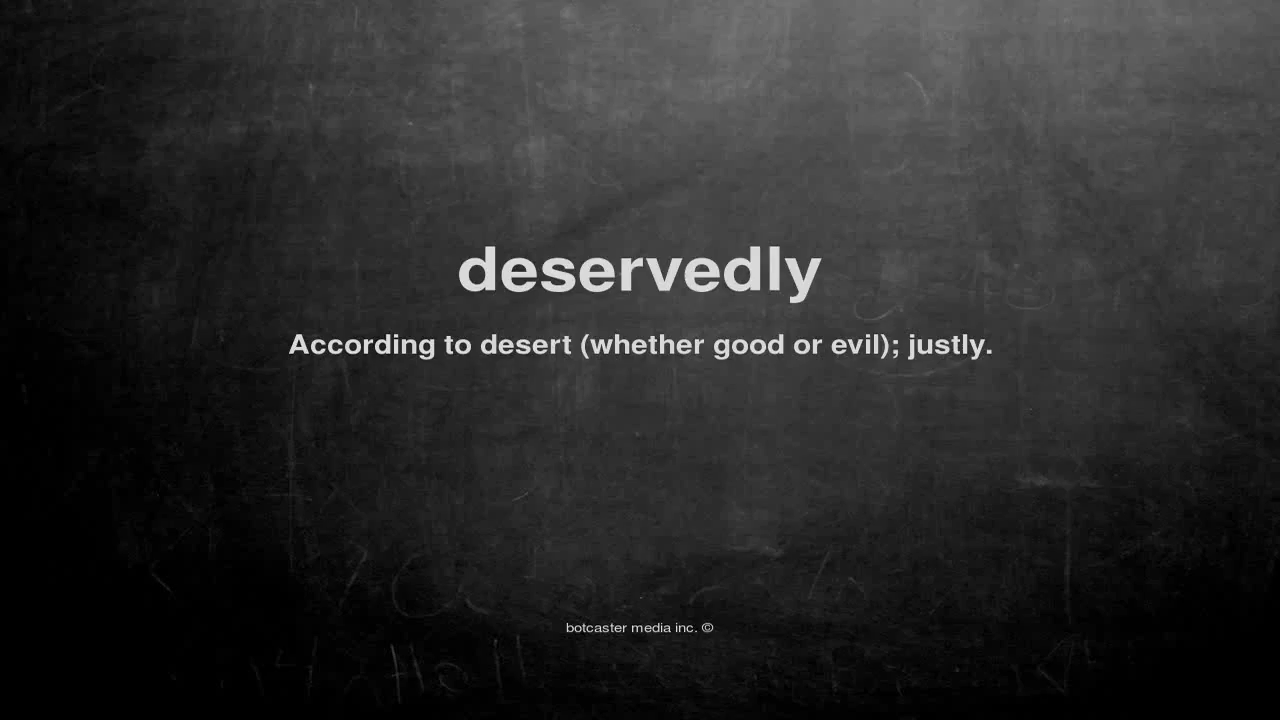 deservedly
According to desert (whether good or evil); justly.
botcaster media inc. ©